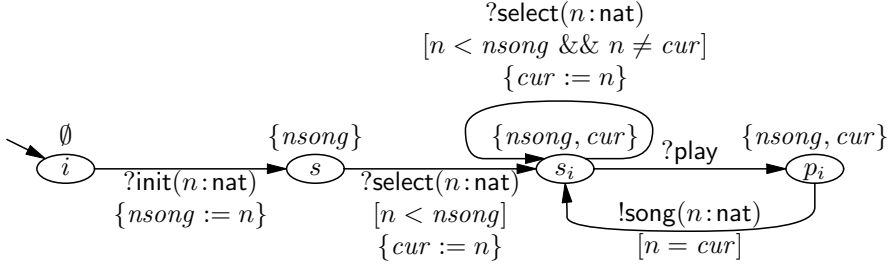 ?select(n : nat)
[n < nsong && n ≠ cur]
{cur := n}
∅
{nsong}
{nsong, cur}
{nsong, cur}
i
s
s_i
p_i
?init(n : nat)
{nsong := n}
?select(n : nat)
[n < nsong]
{cur := n}
?play
!song(n : nat)
[n = cur]